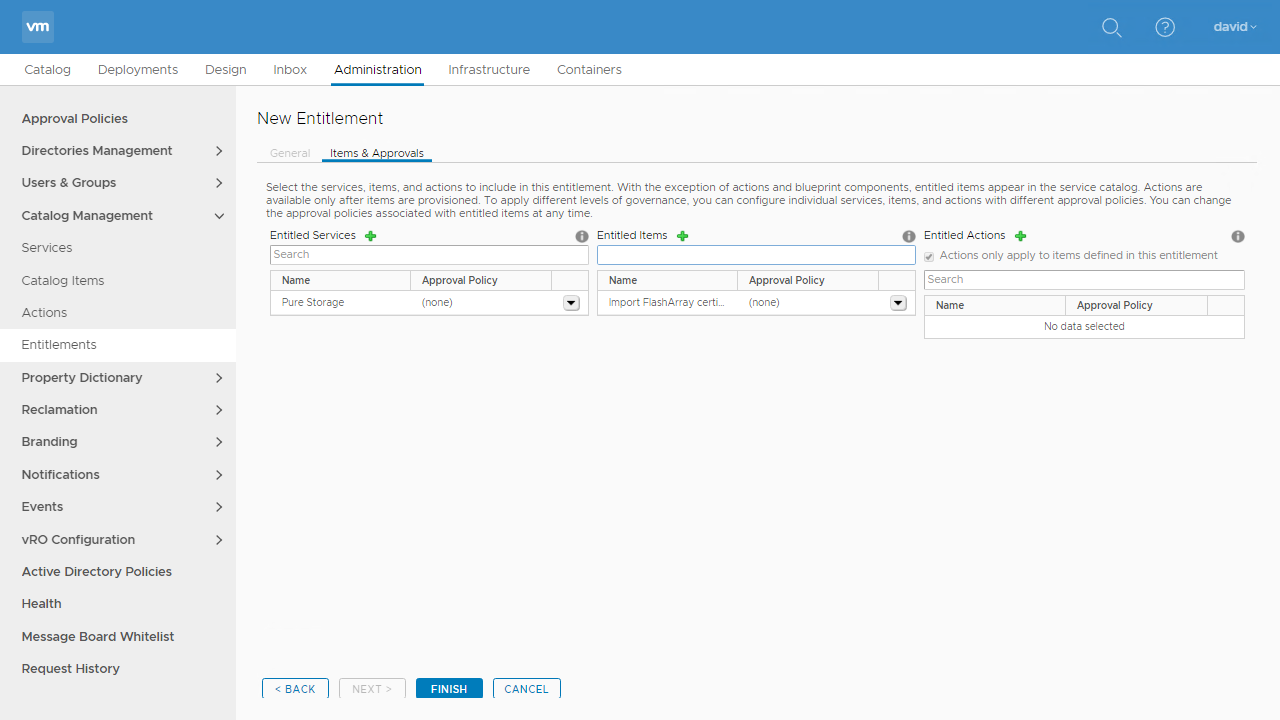 vm
david
Catalog
Deployments
Design
Inbox
Administration
Infrastructure
Containers
Approval Policies
Directories Management
Users & Groups
Catalog Management
Services
Catalog Items
Actions
Entitlements
Property Dictionary
Reclamation
Branding
Notifications
Events
vRO Configuration
Active Directory Policies
Health
Message Board Whitelist
Request History
New Entitlement
General
Items & Approvals
Select the services, items, and actions to include in this entitlement. With the exception of actions and blueprint components, entitled items appear in the service catalog. Actions are
available only after items are provisioned. To apply different levels of governance, you can configure individual services, items, and actions with different approval policies. You can change
the approval policies associated with entitled items at any time.
Entitled Services
Search
Name Approval Policy
Pure Storage (none)
Entitled Items
Name Approval Policy
Import FlashArray certi... (none)
Entitled Actions
Actions only apply to items defined in this entitlement
Search
Name Approval Policy
No data selected
< BACK
NEXT >
FINISH
CANCEL